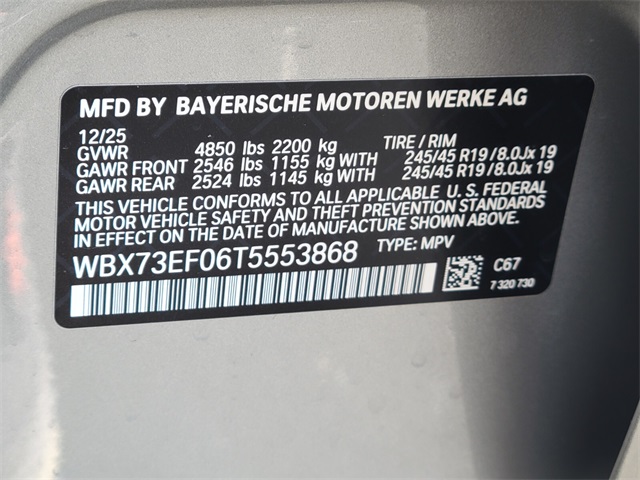 MFD BY BAYERISCHE MOTOREN WERKE AG
12/25
GVWR 4850 lbs 2200 kg TIRE / RIM
GAWR FRONT 2546 lbs 1155 kg WITH 245/45 R19/8.0Jx 19
GAWR REAR 2524 lbs 1145 kg WITH 245/45 R19/8.0Jx 19
THIS VEHICLE CONFORMS TO ALL APPLICABLE U. S. FEDERAL
MOTOR VEHICLE SAFETY AND THEFT PREVENTION STANDARDS
IN EFFECT ON THE DATE OF MANUFACTURE SHOWN ABOVE.
WBX73EF06T5553868 TYPE: MPV
C67
7 320 730